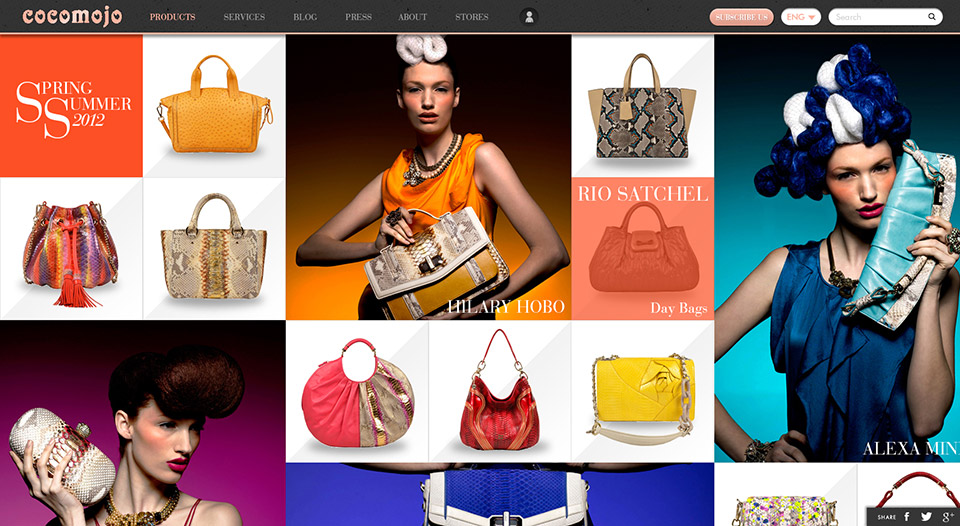 cocomojo
PRODUCTS
SERVICES
BLOG
PRESS
ABOUT
STORES
SUBSCRIBE US
ENG
Search
SPRING
SUMMER
2012
RIO SATCHEL
HILARY HOBO
Day Bags
ALEXA MINI
SHARE
f
g+